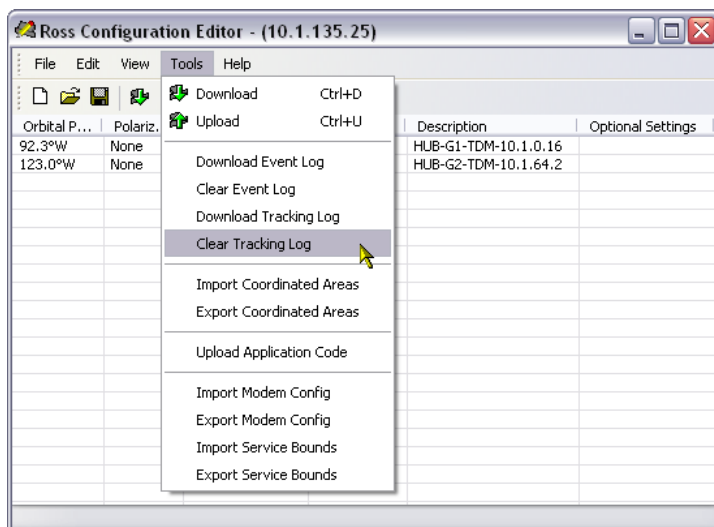 Ross Configuration Editor - (10.1.135.25)
File Edit View Tools Help
Download Ctrl+D
Upload Ctrl+U
Download Event Log
Clear Event Log
Download Tracking Log
Clear Tracking Log
Import Coordinated Areas
Export Coordinated Areas
Upload Application Code
Import Modem Config
Export Modem Config
Import Service Bounds
Export Service Bounds
Orbital P... Polariz. Description Optional Settings
92.3°W None HUB-G1-TDM-10.1.0.16
123.0°W None HUB-G2-TDM-10.1.64.2